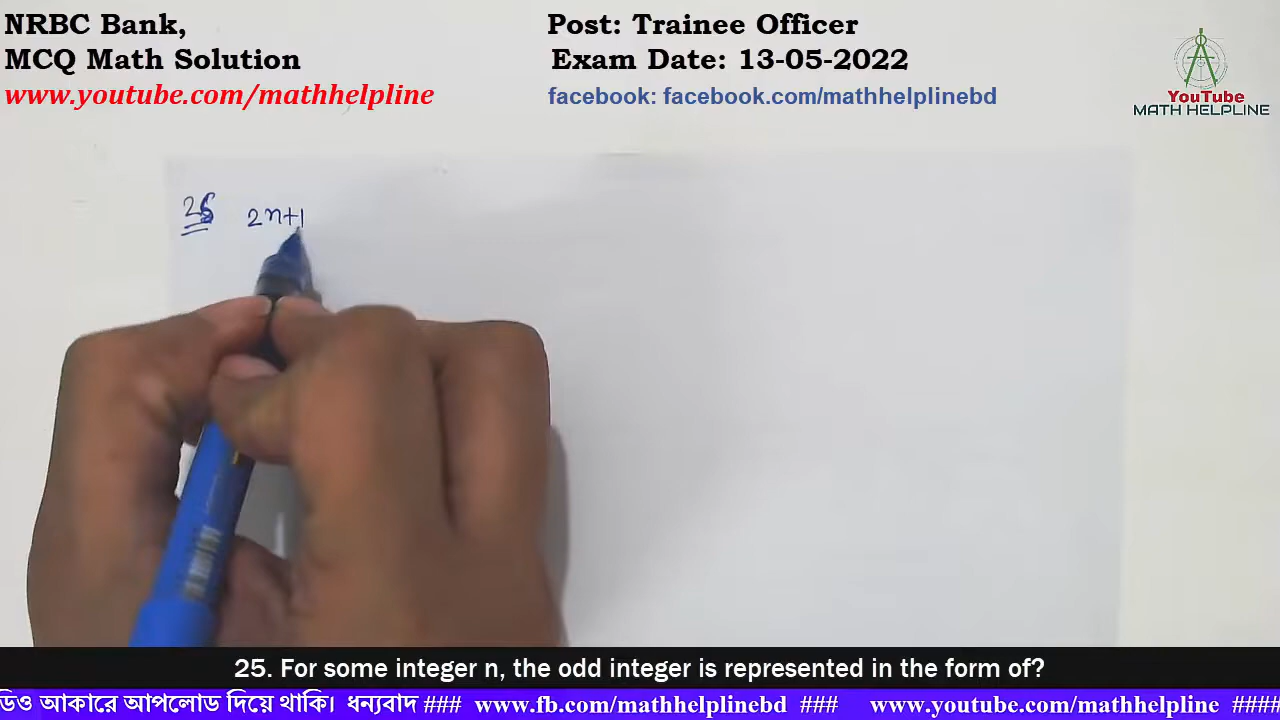 NRBC Bank,
MCQ Math Solution
www.youtube.com/mathhelpline
Post: Trainee Officer
Exam Date: 13-05-2022
facebook: facebook.com/mathhelplinebd
YouTube
MATH HELPLINE
25 2n+1
25. For some integer n, the odd integer is represented in the form of?
ডিও আকারে আপলোড দিয়ে থাকি। ধন্যবাদ ### www.fb.com/mathhelplinebd ### www.youtube.com/mathhelpline ####